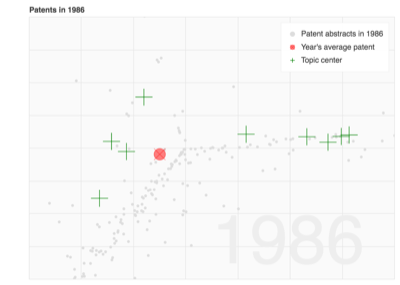 Patents in 1986
Patent abstracts in 1986
Year's average patent
Topic center
1986